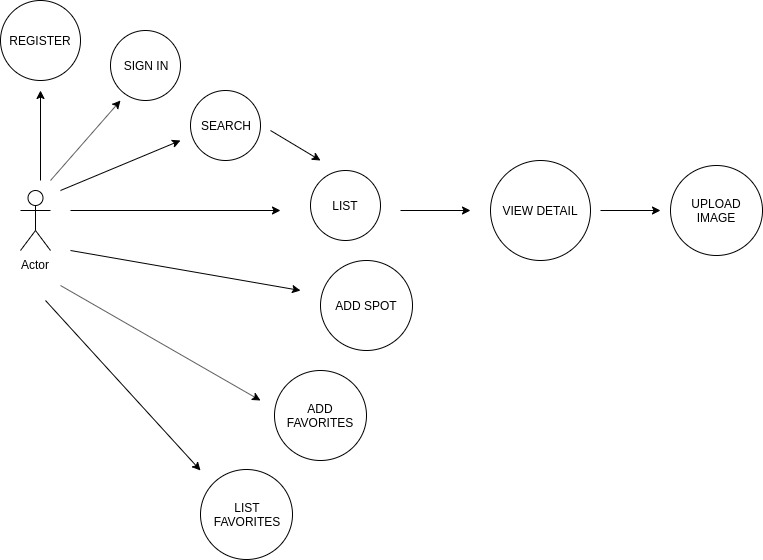 REGISTER
SIGN IN
SEARCH
LIST
VIEW DETAIL
UPLOAD
IMAGE
Actor
ADD SPOT
ADD
FAVORITES
LIST
FAVORITES